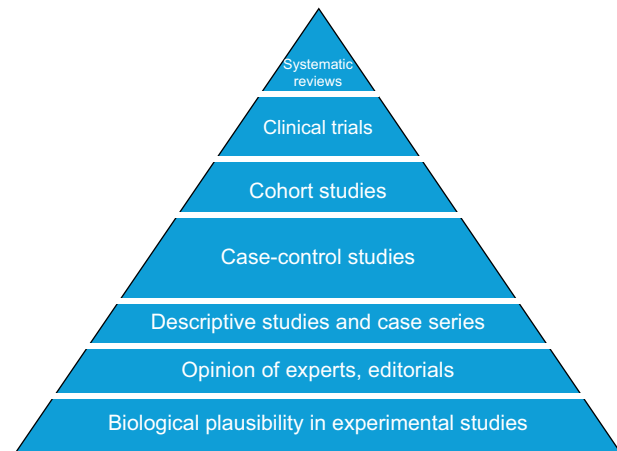 Systematic
reviews
Clinical trials
Cohort studies
Case-control studies
Descriptive studies and case series
Opinion of experts, editorials
Biological plausibility in experimental studies